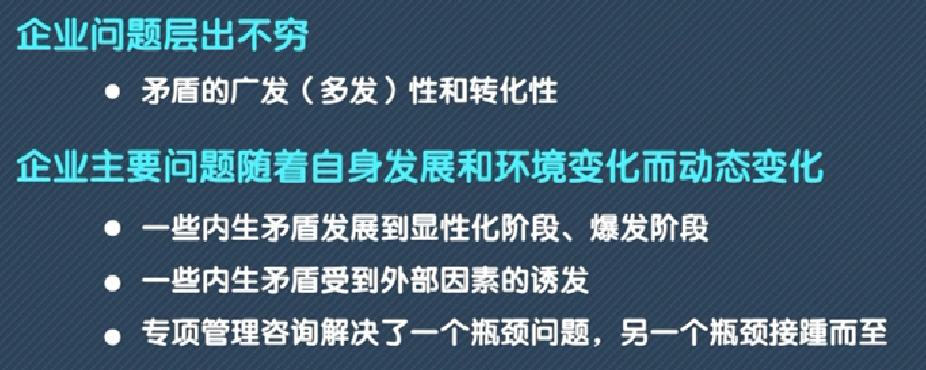 企业问题层出不穷
● 矛盾的广发（多发）性和转化性
企业主要问题随着自身发展和环境变化而动态变化
● 一些内生矛盾发展到显性化阶段、爆发阶段
● 一些内生矛盾受到外部因素的诱发
● 专项管理咨询解决了一个瓶颈问题，另一个瓶颈接踵而至